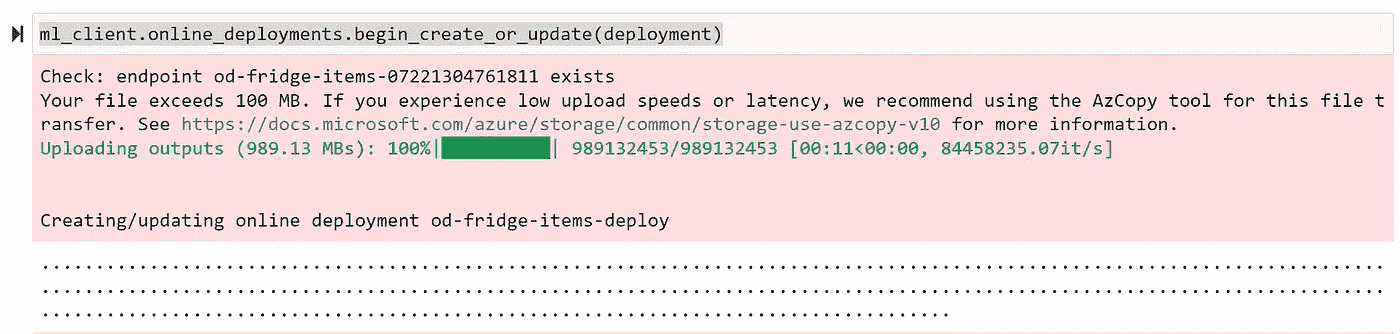 ml_client.online_deployments.begin_create_or_update(deployment)
Check: endpoint od-fridge-items-07221304761811 exists
Your file exceeds 100 MB. If you experience low upload speeds or latency, we recommend using the AzCopy tool for this file t
ransfer. See https://docs.microsoft.com/azure/storage/common/storage-use-azcopy-v10 for more information.
Uploading outputs (989.13 MBs): 100%|██████████| 989132453/989132453 [00:11<00:00, 84458235.07it/s]
Creating/updating online deployment od-fridge-items-deploy
............................................................................................................................
............................................................................................................................
....................................................................................